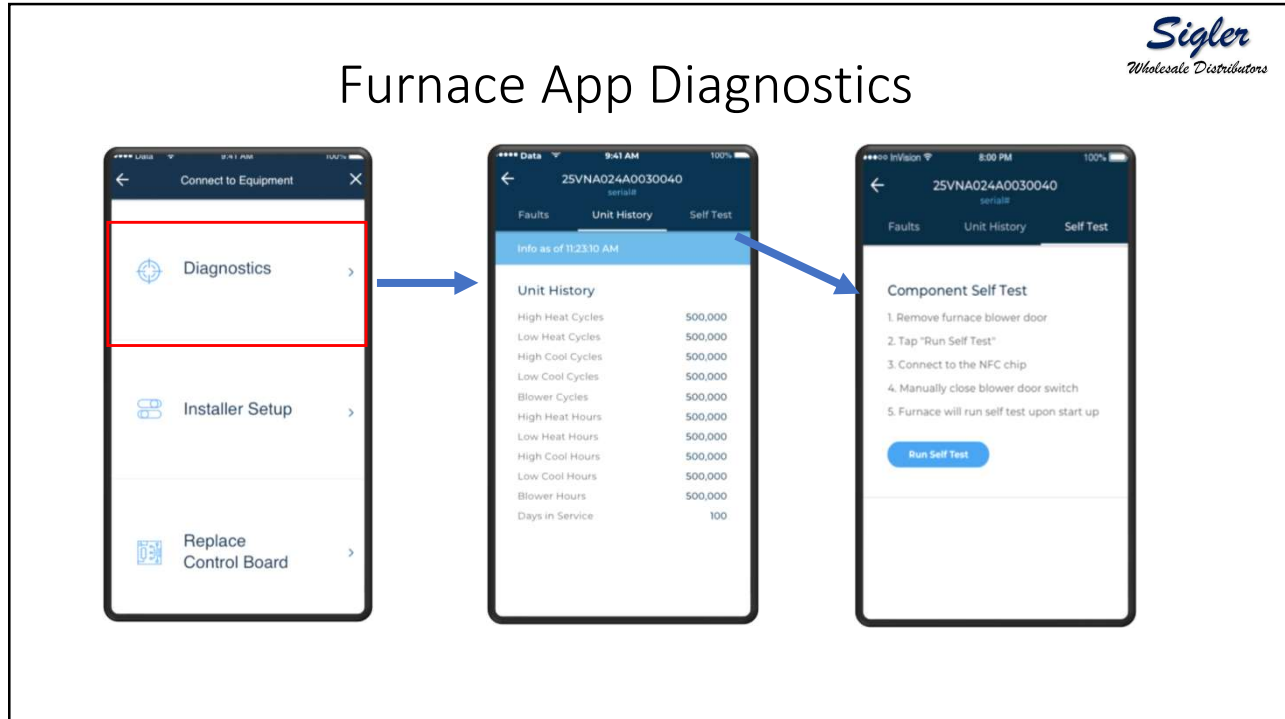 Sigler
Wholesale Distributors
Furnace App Diagnostics
Data 9:41 AM 100%
Connect to Equipment
Diagnostics
Installer Setup
Replace
Control Board
Data 9:41 AM 100%
25VNA024A0030040
serial#
Faults Unit History Self Test
Info as of 11:23:10 AM
Unit History
High Heat Cycles 500,000
Low Heat Cycles 500,000
High Cool Cycles 500,000
Low Cool Cycles 500,000
Blower Cycles 500,000
High Heat Hours 500,000
Low Heat Hours 500,000
High Cool Hours 500,000
Low Cool Hours 500,000
Blower Hours 500,000
Days in Service 100
InVision 8:00 PM 100%
25VNA024A0030040
serial#
Faults Unit History Self Test
Component Self Test
1. Remove furnace blower door
2. Tap "Run Self Test"
3. Connect to the NFC chip
4. Manually close blower door switch
5. Furnace will run self test upon start up
Run Self Test